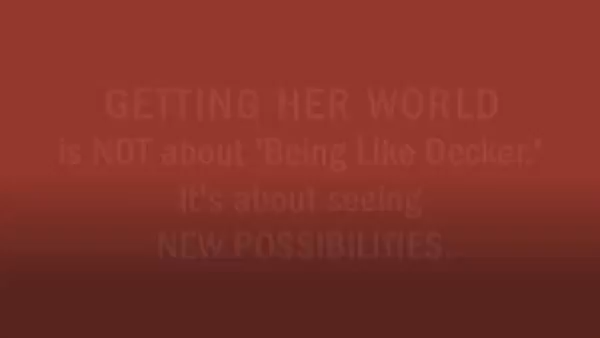 GETTING HER WORLD
is NOT about 'Being Like Decker.'
It's about seeing
NEW POSSIBILITIES.